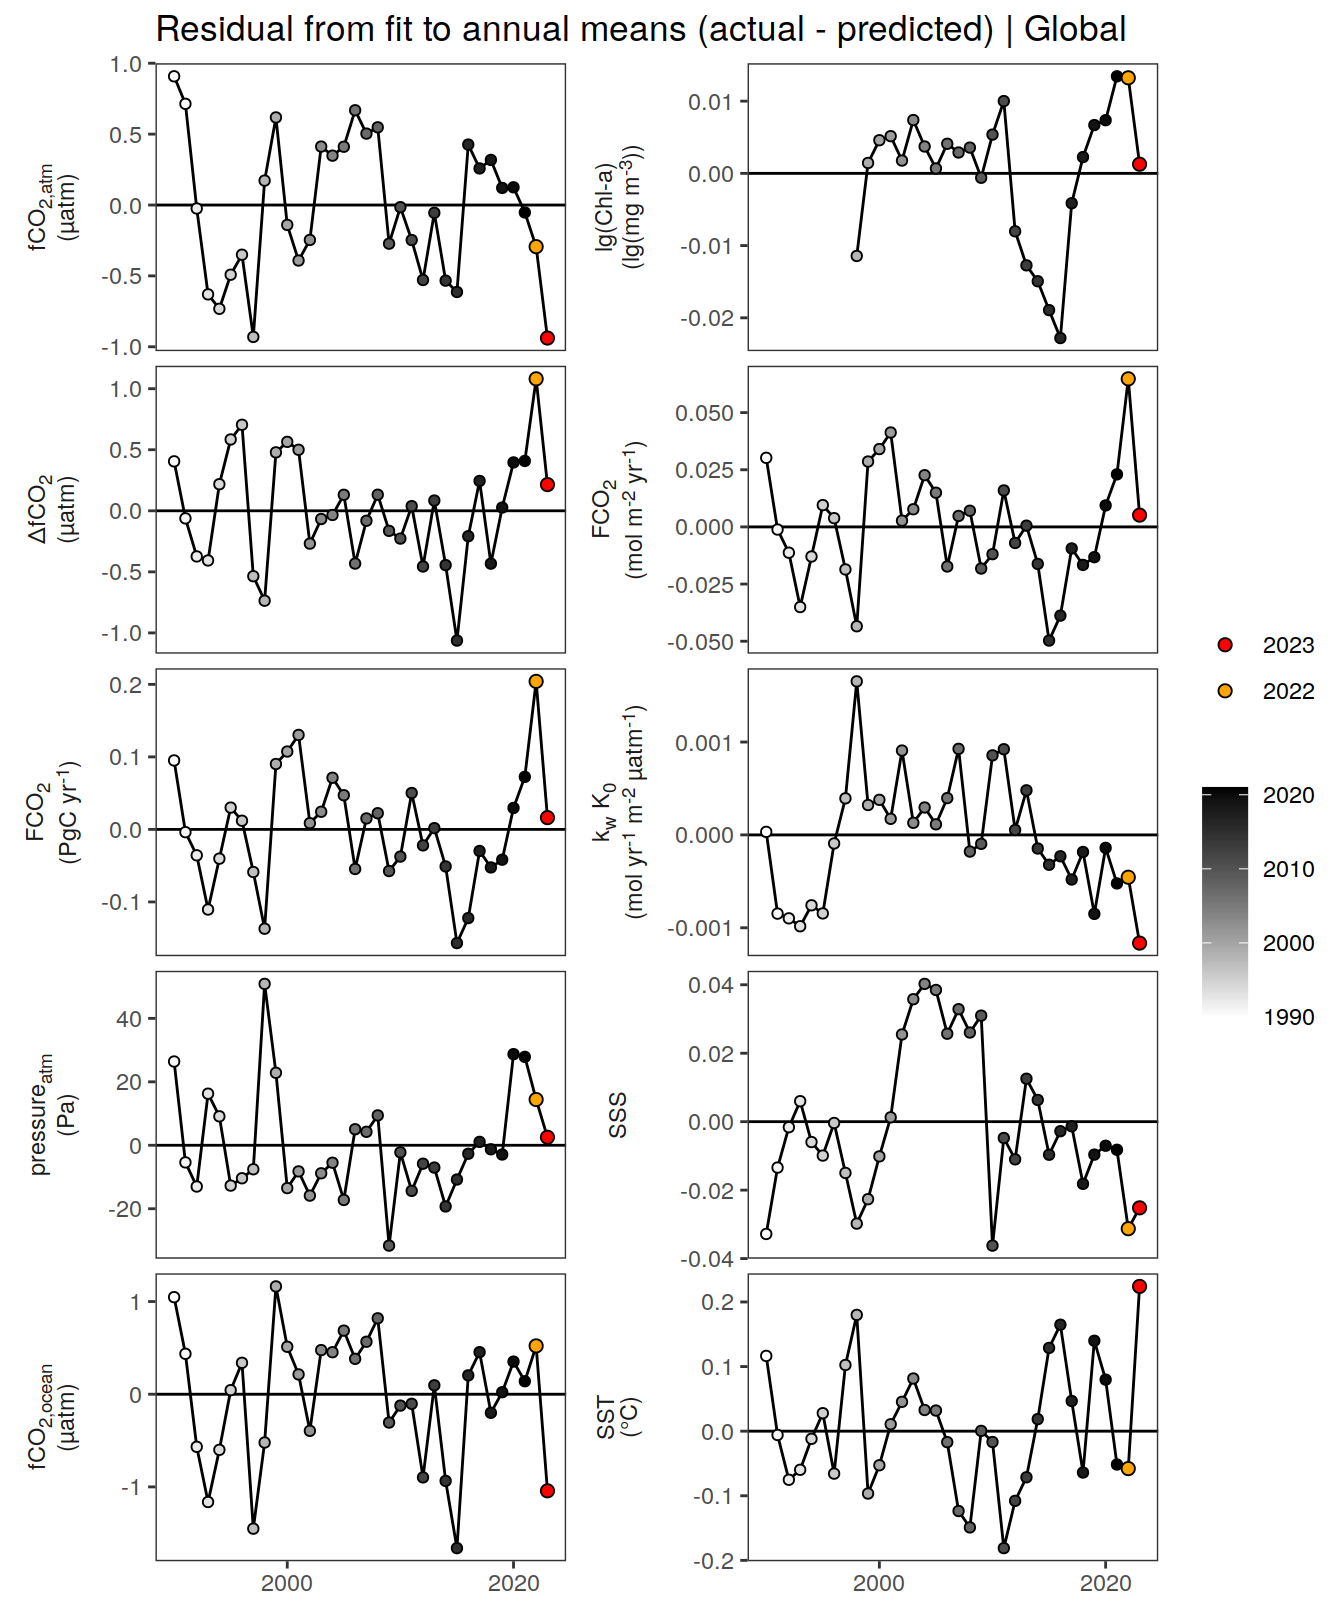 Residual from fit to annual means (actual - predicted) | Global
fCO2,atm
(µatm)
1.0
0.5
0.0
-0.5
-1.0
lg(Chl-a)
(lg(mg m-3))
0.01
0.00
-0.01
-0.02
ΔfCO2
(µatm)
1.0
0.5
0.0
-0.5
-1.0
FCO2
(mol m-2 yr-1)
0.050
0.025
0.000
-0.025
-0.050
FCO2
(PgC yr-1)
0.2
0.1
0.0
-0.1
kw K0
(mol yr-1 m-2 µatm-1)
0.001
0.000
-0.001
pressureatm
(Pa)
40
20
0
-20
SSS
0.04
0.02
0.00
-0.02
-0.04
fCO2,ocean
(µatm)
1
0
-1
2000 2020
SST
(°C)
0.2
0.1
0.0
-0.1
-0.2
2000 2020
2023
2022
2020
2010
2000
1990